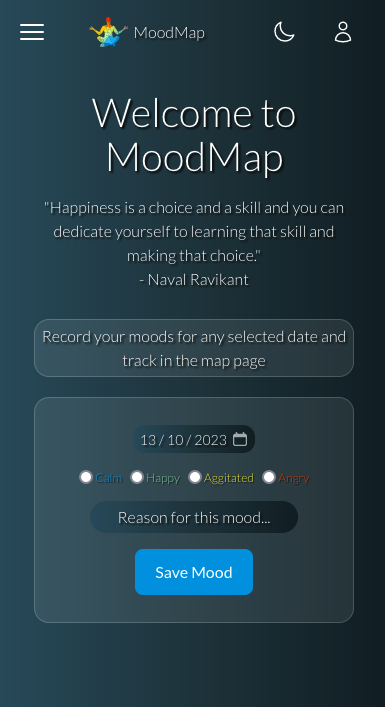 MoodMap
Welcome to
MoodMap
"Happiness is a choice and a skill and you can
dedicate yourself to learning that skill and
making that choice."
- Naval Ravikant
Record your moods for any selected date and
track in the map page
13 / 10 / 2023
Calm Happy Aggitated Angry
Reason for this mood...
Save Mood